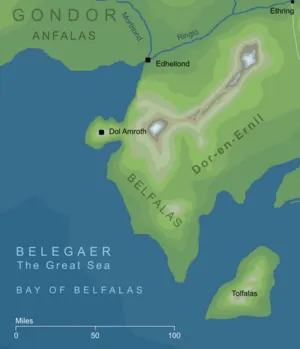 GONDOR
ANFALAS
Morthond
Ringló
Ethring
Edhellond
Dol Amroth
Dor-en-Ernil
BELFALAS
BELEGAER
The Great Sea
BAY OF BELFALAS
Tolfalas
Miles
0 50 100